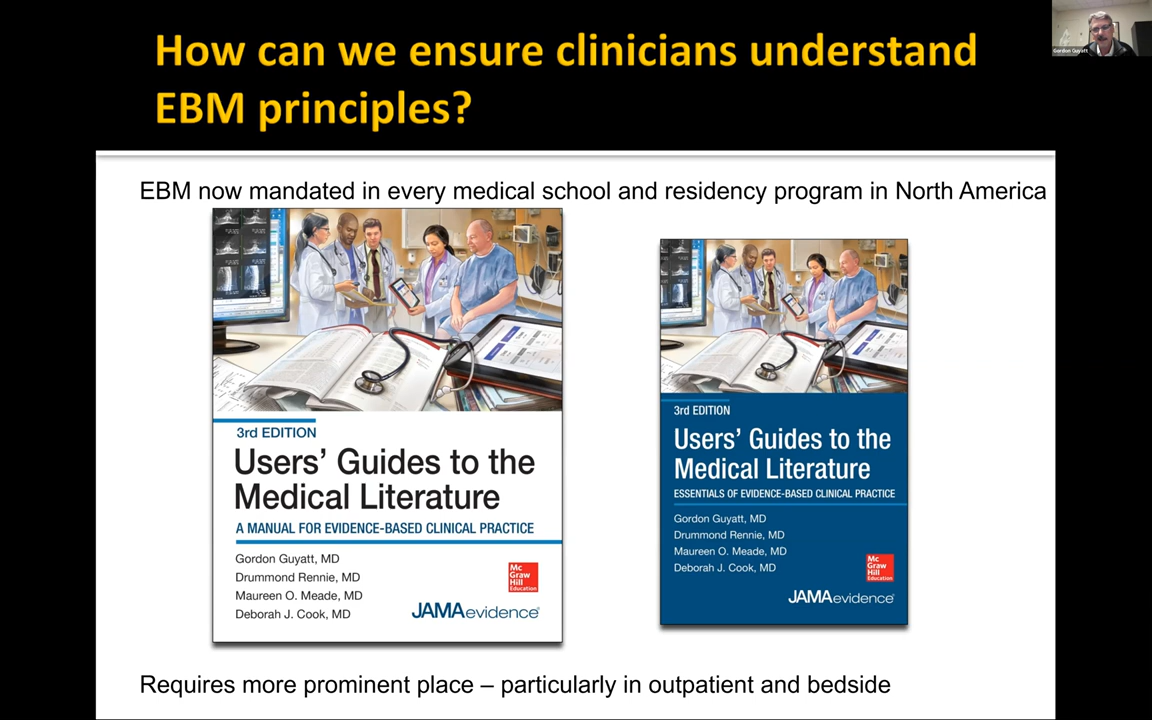 How can we ensure clinicians understand
EBM principles?
Gordon Guyatt
EBM now mandated in every medical school and residency program in North America
3rd EDITION
Users' Guides to the
Medical Literature
A MANUAL FOR EVIDENCE-BASED CLINICAL PRACTICE
Gordon Guyatt, MD
Drummond Rennie, MD
Maureen O. Meade, MD
Deborah J. Cook, MD
Mc
Graw
Hill
Education
JAMAevidence
3rd EDITION
Users' Guides to the
Medical Literature
ESSENTIALS OF EVIDENCE-BASED CLINICAL PRACTICE
Gordon Guyatt, MD
Drummond Rennie, MD
Maureen O. Meade, MD
Deborah J. Cook, MD
Mc
Graw
Hill
Education
JAMAevidence
Requires more prominent place – particularly in outpatient and bedside